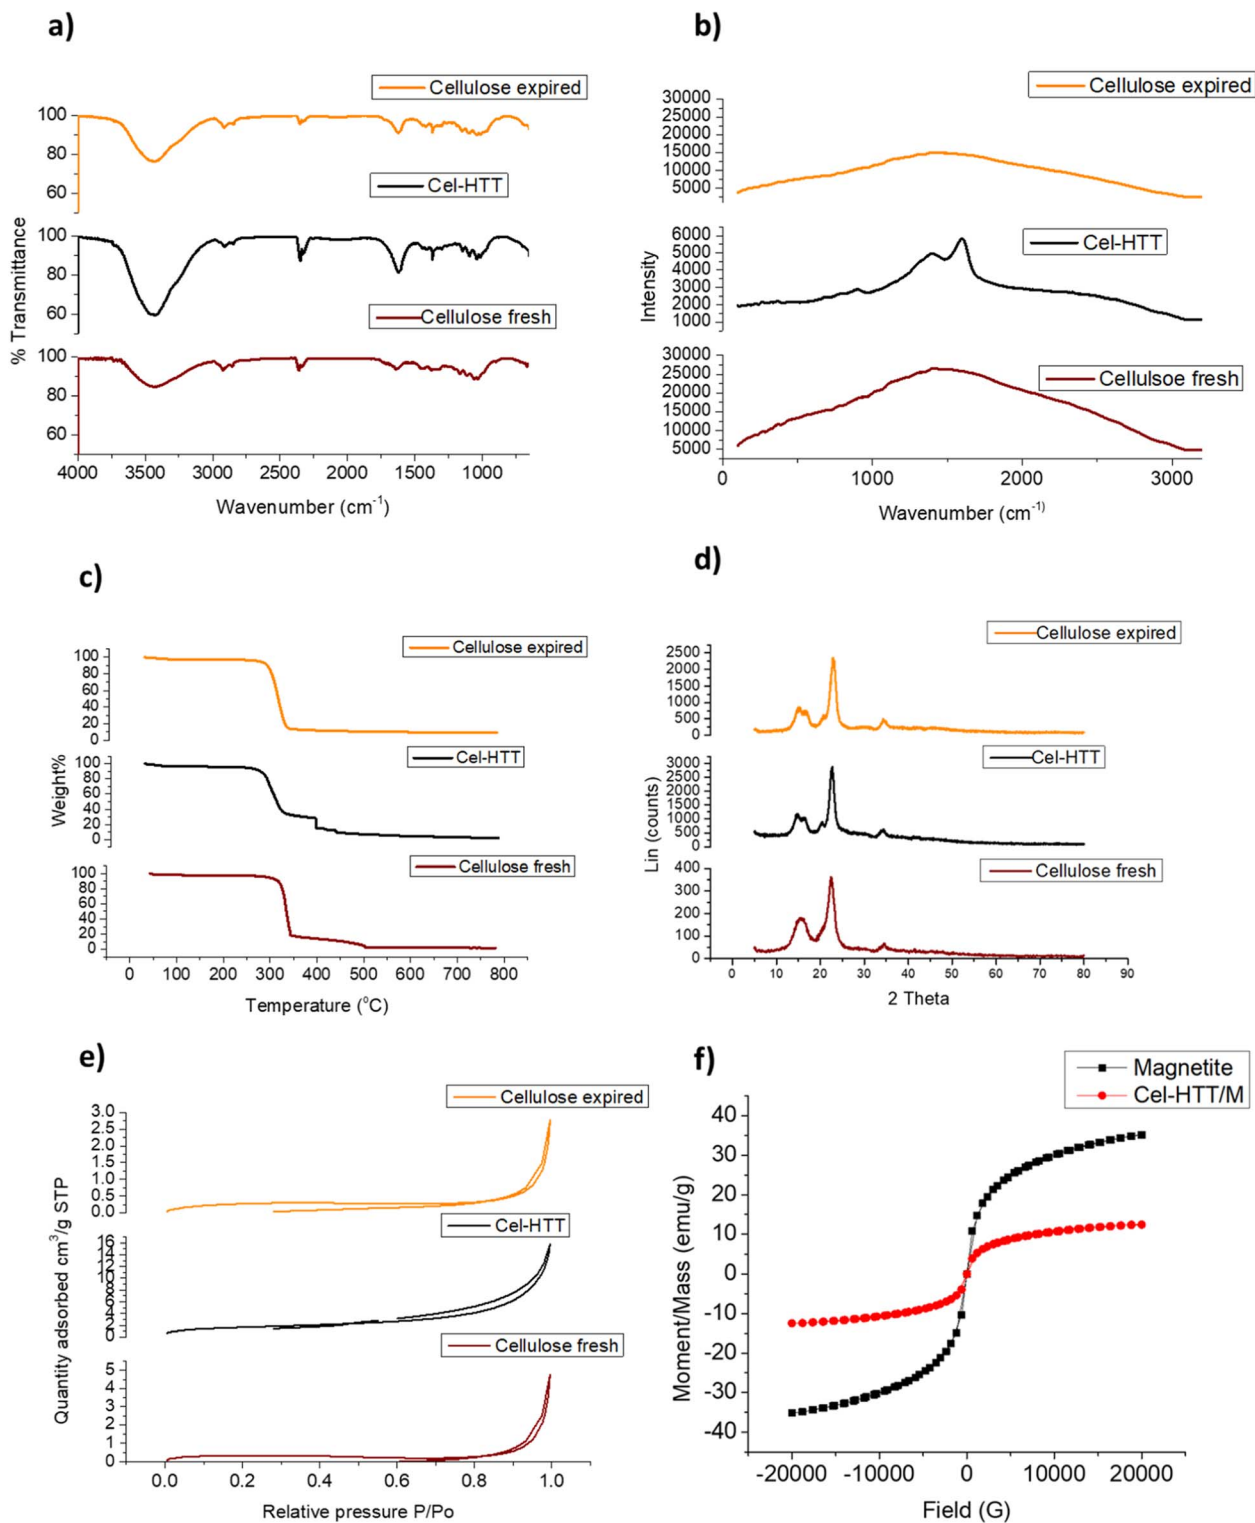 a)
Cellulose expired
100
80
60
Cel-HTT
100
80
60
Cellulose fresh
100
80
60
% Transmittance
4000 3500 3000 2500 2000 1500 1000
Wavenumber (cm-1)
b)
Cellulose expired
30000
25000
20000
15000
10000
5000
Cel-HTT
6000
5000
4000
3000
2000
1000
Cellulsoe fresh
30000
25000
20000
15000
10000
5000
Intensity
0 1000 2000 3000
Wavenumber (cm-1)
c)
Cellulose expired
100
80
60
40
20
0
Cel-HTT
100
80
60
40
20
0
Cellulose fresh
100
80
60
40
20
0
Weight%
0 100 200 300 400 500 600 700 800
Temperature (⁰C)
d)
Cellulose expired
2500
2000
1500
1000
500
0
Cel-HTT
3000
2500
2000
1500
1000
500
0
Cellulose fresh
400
300
200
100
0
Lin (counts)
0 10 20 30 40 50 60 70 80 90
2 Theta
e)
Cellulose expired
3.0
2.5
2.0
1.5
1.0
0.5
0.0
Cel-HTT
16
14
12
10
8
6
4
2
0
Cellulose fresh
5
4
3
2
1
0
Quantity adsorbed cm³/g STP
0.0 0.2 0.4 0.6 0.8 1.0
Relative pressure P/Po
f)
Magnetite
Cel-HTT/M
40
30
20
10
0
-10
-20
-30
-40
Moment/Mass (emu/g)
-20000 -10000 0 10000 20000
Field (G)